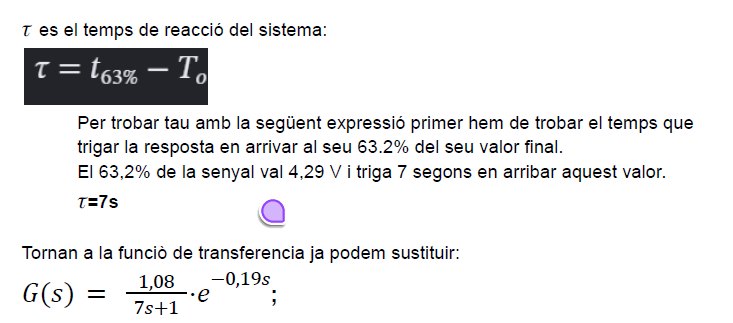 τ es el temps de reacció del sistema:
τ = t63% − To
Per trobar tau amb la següent expressió primer hem de trobar el temps que
trigar la resposta en arrivar al seu 63.2% del seu valor final.
El 63,2% de la senyal val 4,29 V i triga 7 segons en arribar aquest valor.
τ=7s
Tornan a la funciò de transferencia ja podem sustituir:
G(s) = 1,08/(7s+1) · e^(−0,19s);